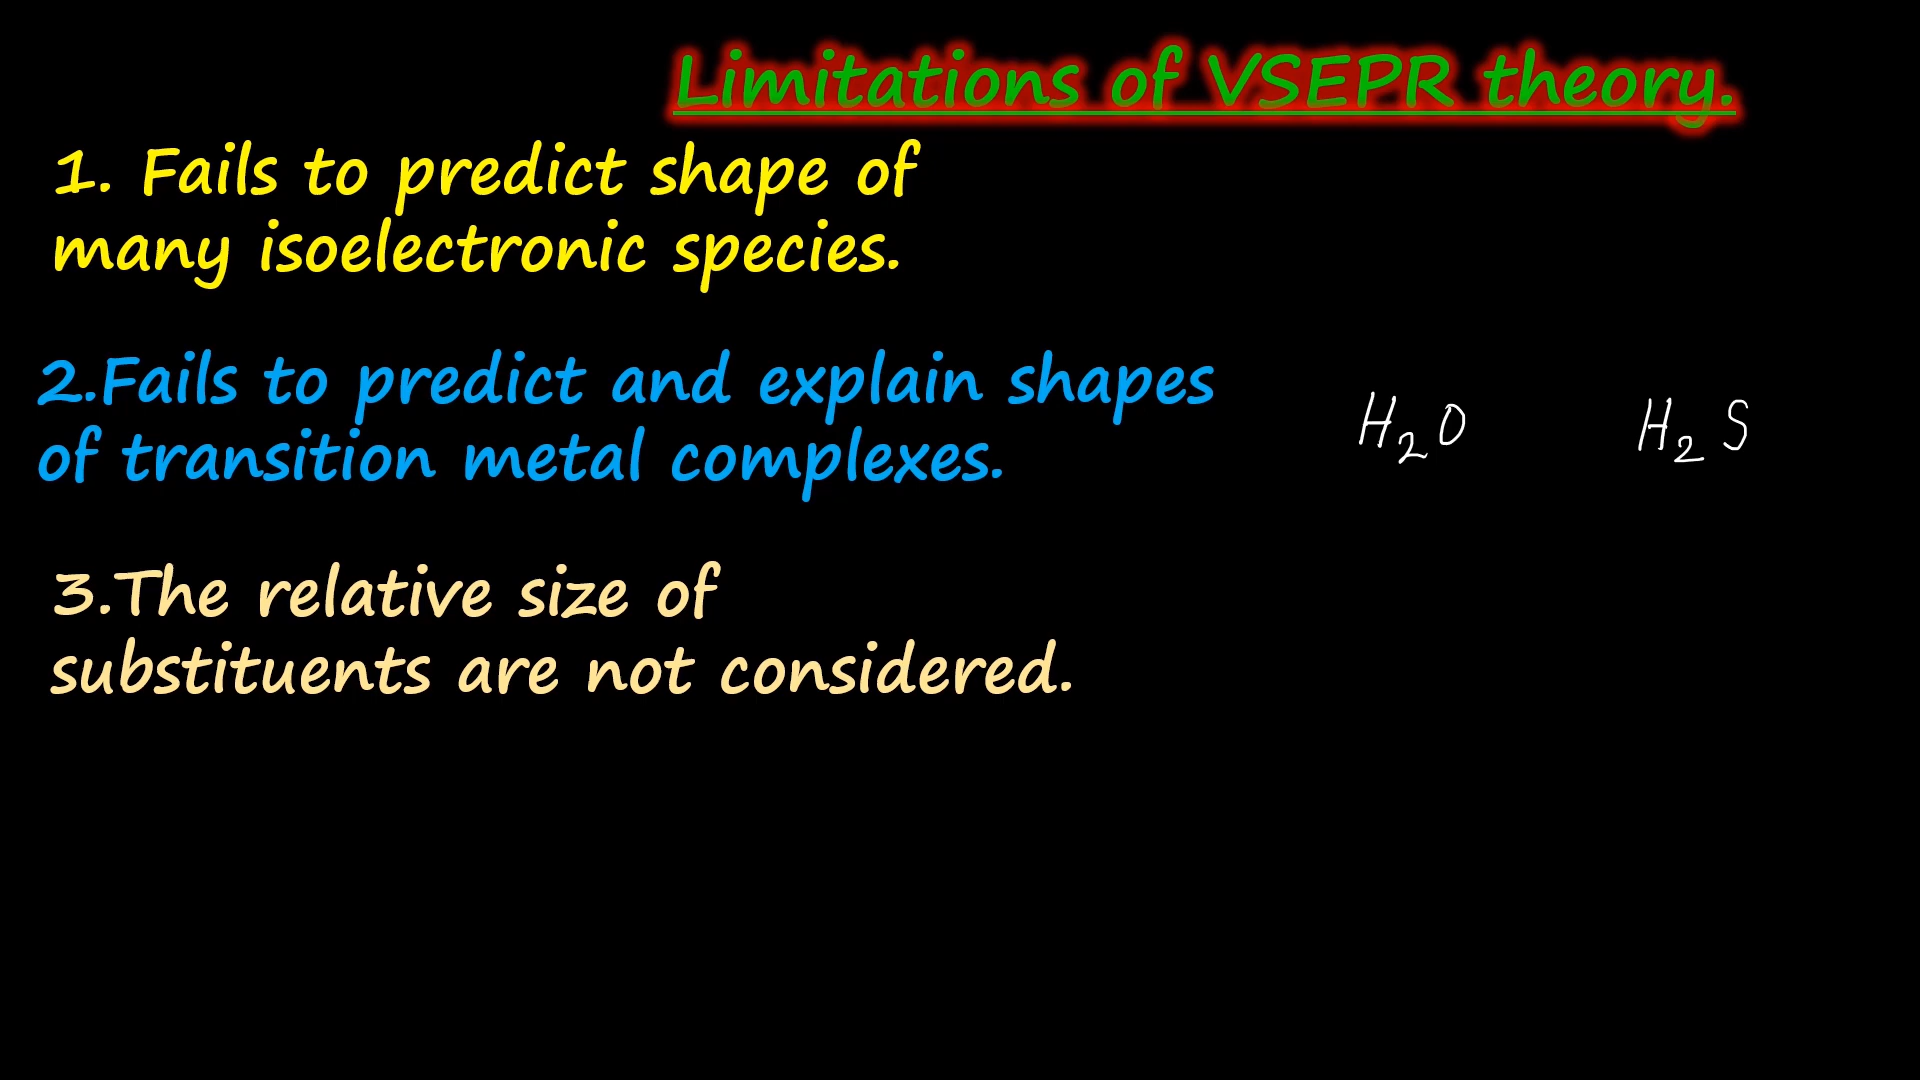 Limitations of VSEPR theory.
1. Fails to predict shape of
many isoelectronic species.
2.Fails to predict and explain shapes
of transition metal complexes.
H₂O H₂S
3.The relative size of
substituents are not considered.